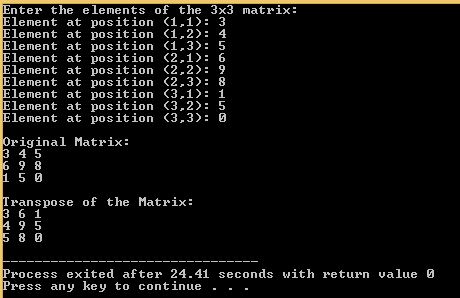 Enter the elements of the 3x3 matrix:
Element at position (1,1): 3
Element at position (1,2): 4
Element at position (1,3): 5
Element at position (2,1): 6
Element at position (2,2): 9
Element at position (2,3): 8
Element at position (3,1): 1
Element at position (3,2): 5
Element at position (3,3): 0
Original Matrix:
3 4 5
6 9 8
1 5 0
Transpose of the Matrix:
3 6 1
4 9 5
5 8 0
--------------------------------
Process exited after 24.41 seconds with return value 0
Press any key to continue . . .